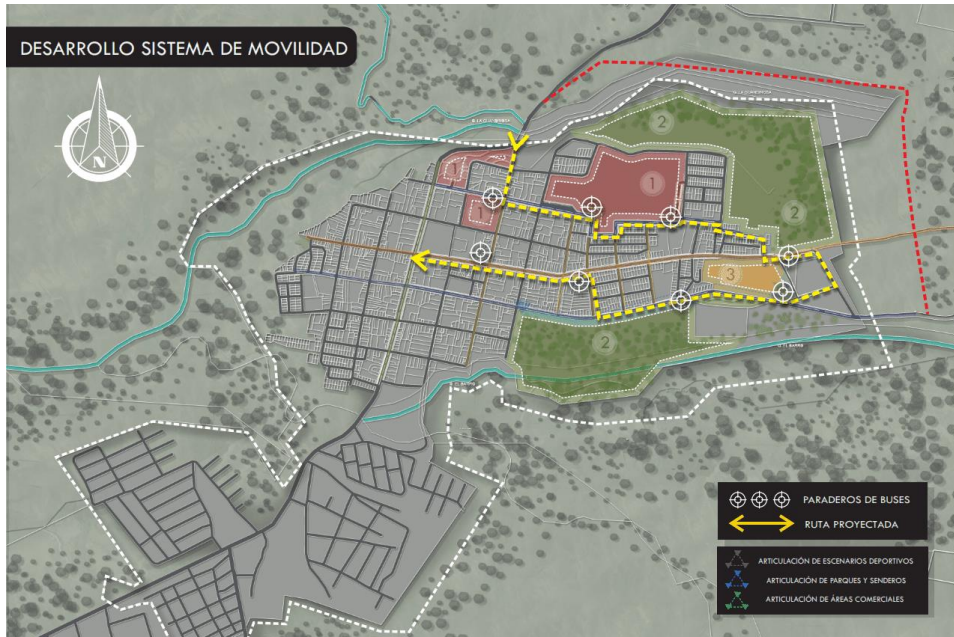 DESARROLLO SISTEMA DE MOVILIDAD
N
2
1
1
1
2
3
2
PARADEROS DE BUSES
RUTA PROYECTADA
ARTICULACIÓN DE ESCENARIOS DEPORTIVOS
ARTICULACIÓN DE PARQUES Y SENDEROS
ARTICULACIÓN DE ÁREAS COMERCIALES